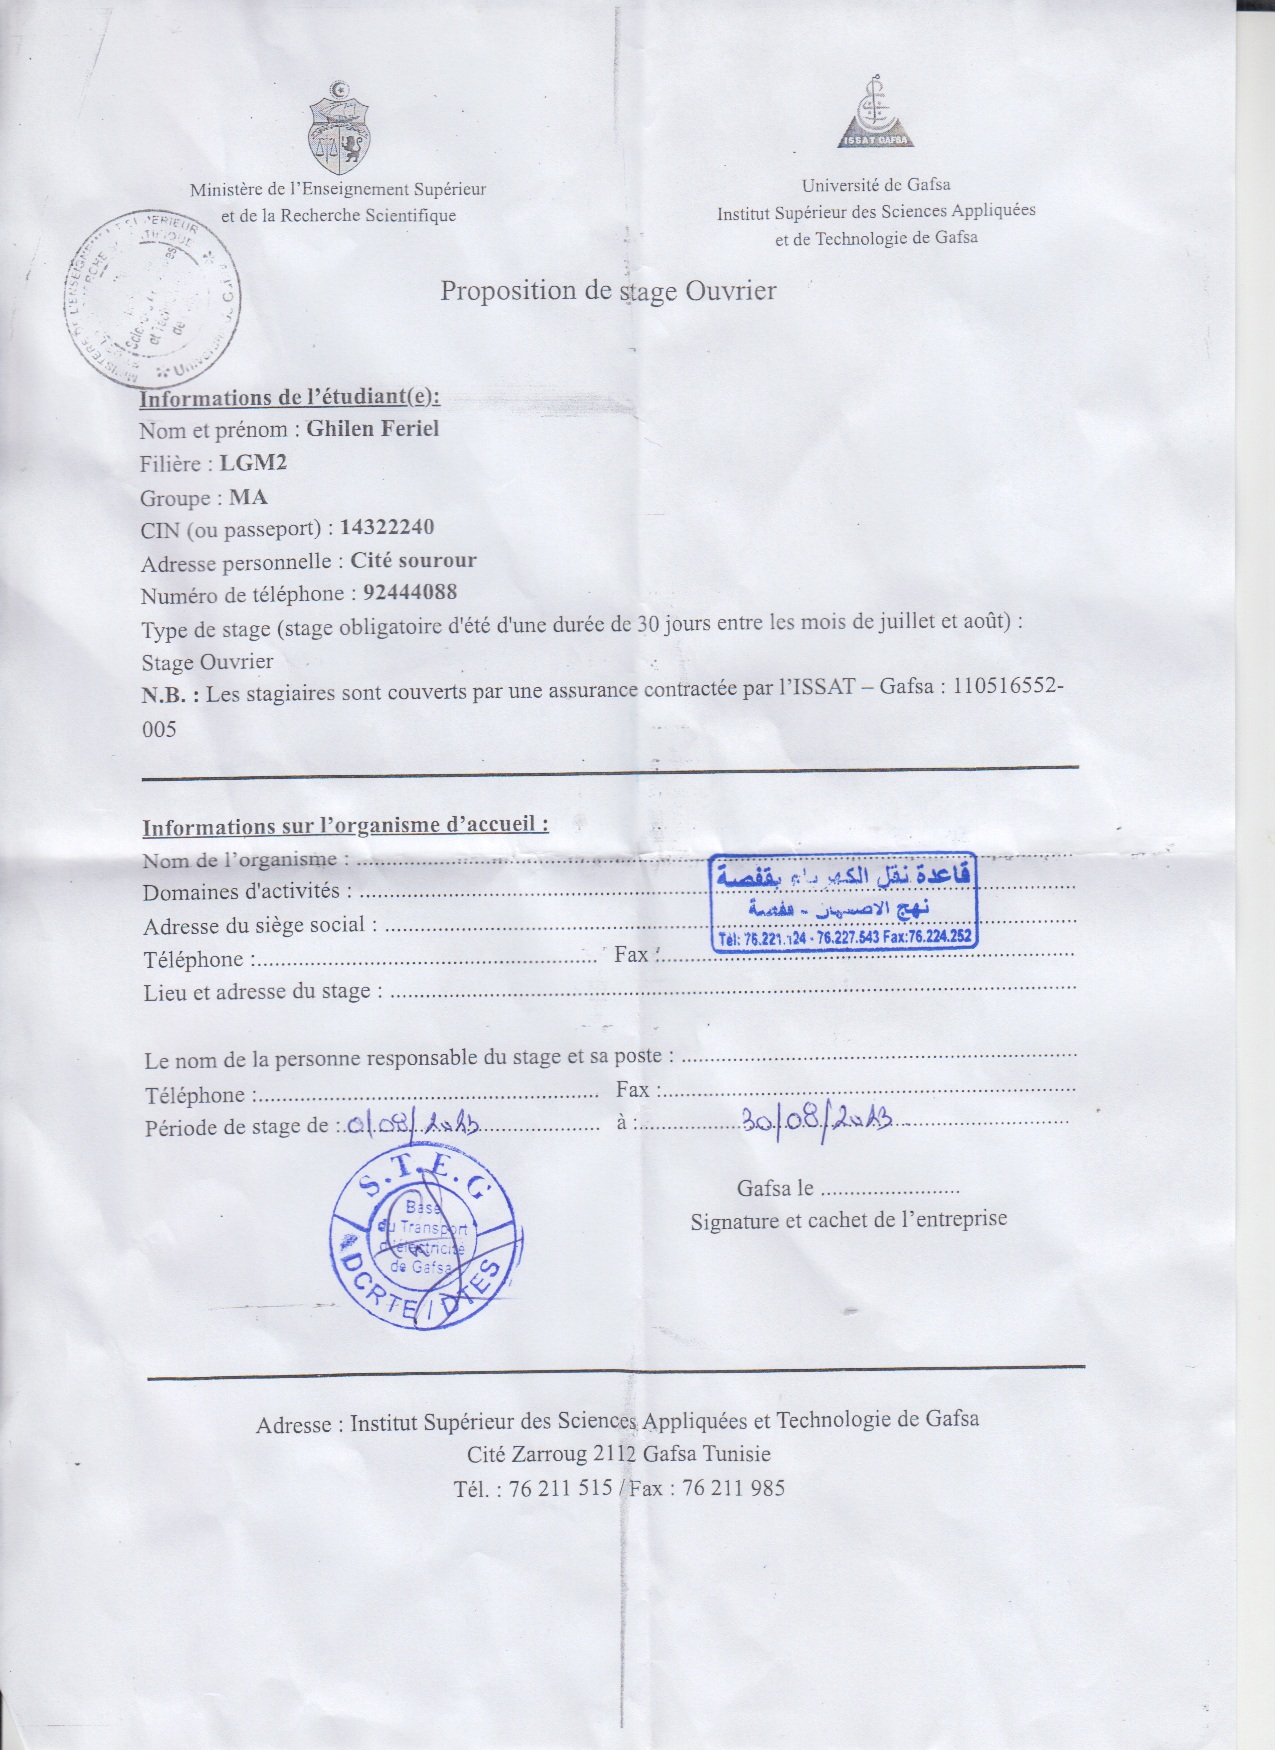 ISSAT GAFSA
Ministère de l'Enseignement Supérieur
et de la Recherche Scientifique
Université de Gafsa
Institut Supérieur des Sciences Appliquées
et de Technologie de Gafsa
Proposition de stage Ouvrier
Informations de l'étudiant(e):
Nom et prénom : Ghilen Feriel
Filière : LGM2
Groupe : MA
CIN (ou passeport) : 14322240
Adresse personnelle : Cité sourour
Numéro de téléphone : 92444088
Type de stage (stage obligatoire d'été d'une durée de 30 jours entre les mois de juillet et août) :
Stage Ouvrier
N.B. : Les stagiaires sont couverts par une assurance contractée par l'ISSAT – Gafsa : 110516552-
005
Informations sur l'organisme d'accueil :
Nom de l'organisme :
قاعدة نقل الكهرباء بقفصة
Domaines d'activités :
نهج الاصبهان - قفصة
Adresse du siège social :
Tél: 76.221.124 - 76.227.543 Fax:76.224.252
Téléphone : Fax :
Lieu et adresse du stage :
Le nom de la personne responsable du stage et sa poste :
Téléphone : Fax :
Période de stage de : 01/08/2023 à : 30/08/2023
S.T.E.G
Base
du Transport
d'électricité
de Gafsa
DCRTE / DTES
Gafsa le
Signature et cachet de l'entreprise
Adresse : Institut Supérieur des Sciences Appliquées et Technologie de Gafsa
Cité Zarroug 2112 Gafsa Tunisie
Tél. : 76 211 515 / Fax : 76 211 985